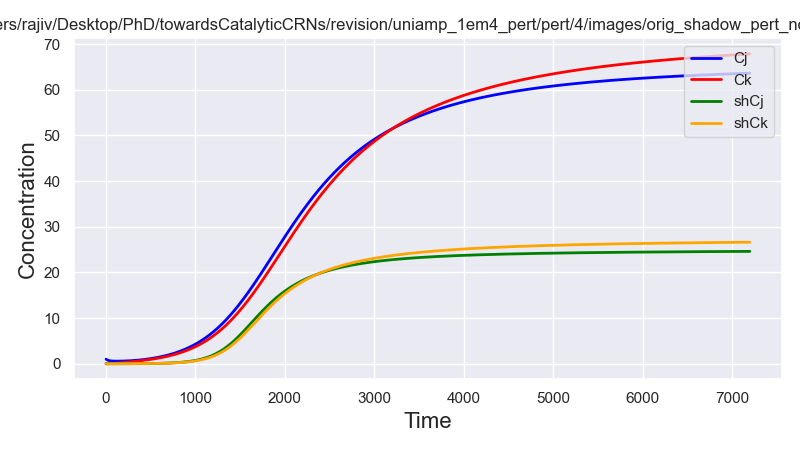 ers/rajiv/Desktop/PhD/towardsCatalyticCRNs/revision/uniamp_1em4_pert/pert/4/images/orig_shadow_pert_no
70
60
50
40
30
20
10
0
Concentration
Cj
Ck
shCj
shCk
0 1000 2000 3000 4000 5000 6000 7000
Time